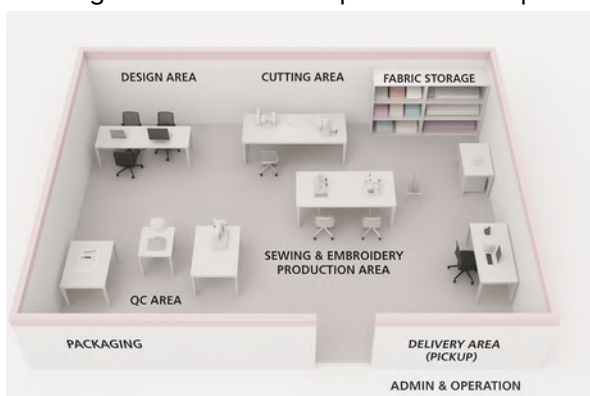 DESIGN AREA
CUTTING AREA
FABRIC STORAGE
SEWING & EMBROIDERY
PRODUCTION AREA
QC AREA
PACKAGING
DELIVERY AREA
(PICKUP)
ADMIN & OPERATION